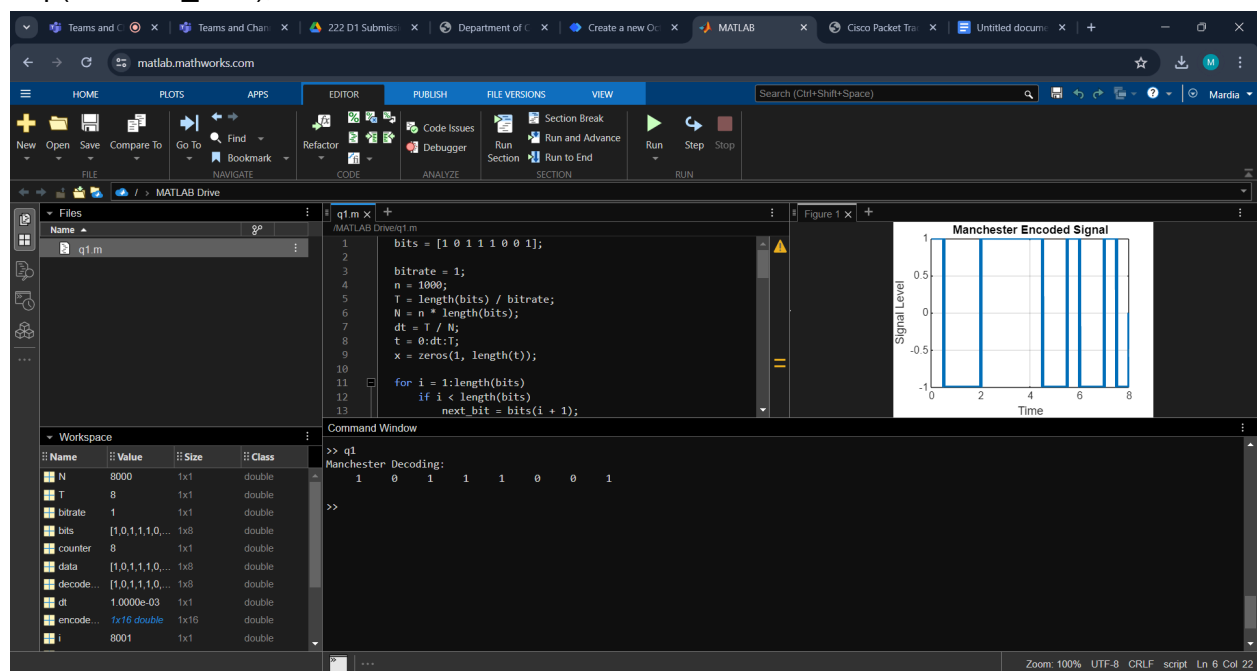 Teams and C
Teams and Chan
222 D1 Submissi
Department of C
Create a new Oc
MATLAB
Cisco Packet Trac
Untitled docume
matlab.mathworks.com
M
HOME
PLOTS
APPS
EDITOR
PUBLISH
FILE VERSIONS
VIEW
Search (Ctrl+Shift+Space)
Mardia
New
Open
Save
Compare To
Go To
Find
Bookmark
Refactor
Code Issues
Debugger
Run Section
Section Break
Run and Advance
Run to End
Run
Step
Stop
FILE
NAVIGATE
CODE
ANALYZE
SECTION
RUN
/ > MATLAB Drive
Files
Name
q1.m
q1.m
/MATLAB Drive/q1.m
1 bits = [1 0 1 1 1 0 0 1];
2
3 bitrate = 1;
4 n = 1000;
5 T = length(bits) / bitrate;
6 N = n * length(bits);
7 dt = T / N;
8 t = 0:dt:T;
9 x = zeros(1, length(t));
10
11 for i = 1:length(bits)
12 if i < length(bits)
13 next_bit = bits(i + 1);
Figure 1
Manchester Encoded Signal
Signal Level
1
0.5
0
-0.5
-1
0 2 4 6 8
Time
Workspace
Name Value Size Class
N 8000 1x1 double
T 8 1x1 double
bitrate 1 1x1 double
bits [1,0,1,1,1,0,... 1x8 double
counter 8 1x1 double
data [1,0,1,1,1,0,... 1x8 double
decode... [1,0,1,1,1,0,... 1x8 double
dt 1.0000e-03 1x1 double
encode... 1x16 double 1x16 double
i 8001 1x1 double
Command Window
>> q1
Manchester Decoding:
1 0 1 1 1 0 0 1
>>
Zoom: 100% UTF-8 CRLF script Ln 6 Col 22